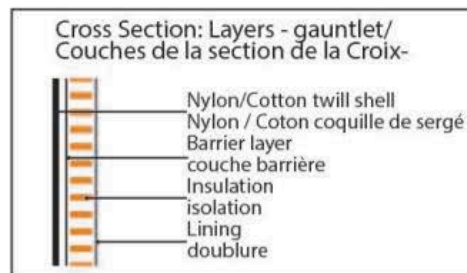 Cross Section: Layers - gauntlet/
Couches de la section de la Croix-
Nylon/Cotton twill shell
Nylon / Coton coquille de sergé
Barrier layer
couche barrière
Insulation
isolation
Lining
doublure